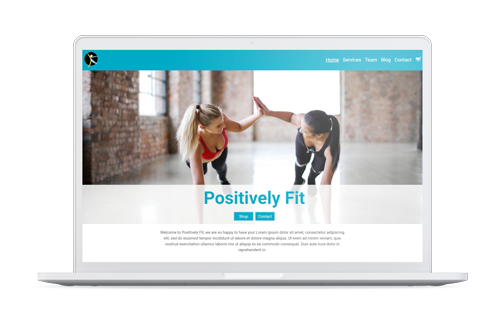 Home Services Team Blog Contact
Positively Fit
Shop Contact
Welcome to Positively Fit, we are so happy to have you! Lorem ipsum dolor sit amet, consectetur adipiscing
elit, sed do eiusmod tempor incididunt ut labore et dolore magna aliqua. Ut enim ad minim veniam, quis
nostrud exercitation ullamco laboris nisi ut aliquip ex ea commodo consequat. Duis aute irure dolor in
reprehenderit in